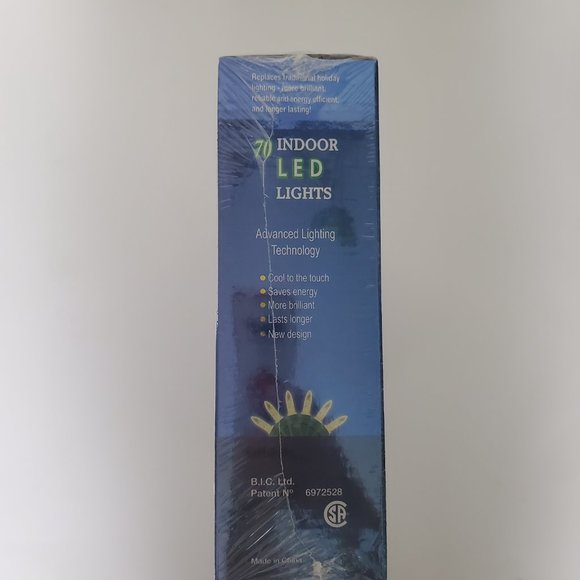 Replaces traditional holiday
lighting - more brilliant,
reliable and energy efficient,
and longer lasting!
70 INDOOR
LED
LIGHTS
Advanced Lighting
Technology
• Cool to the touch
• Saves energy
• More brilliant
• Lasts longer
• New design
B.I.C. Ltd.
Patent Nº 6972528
CSA
Made in China